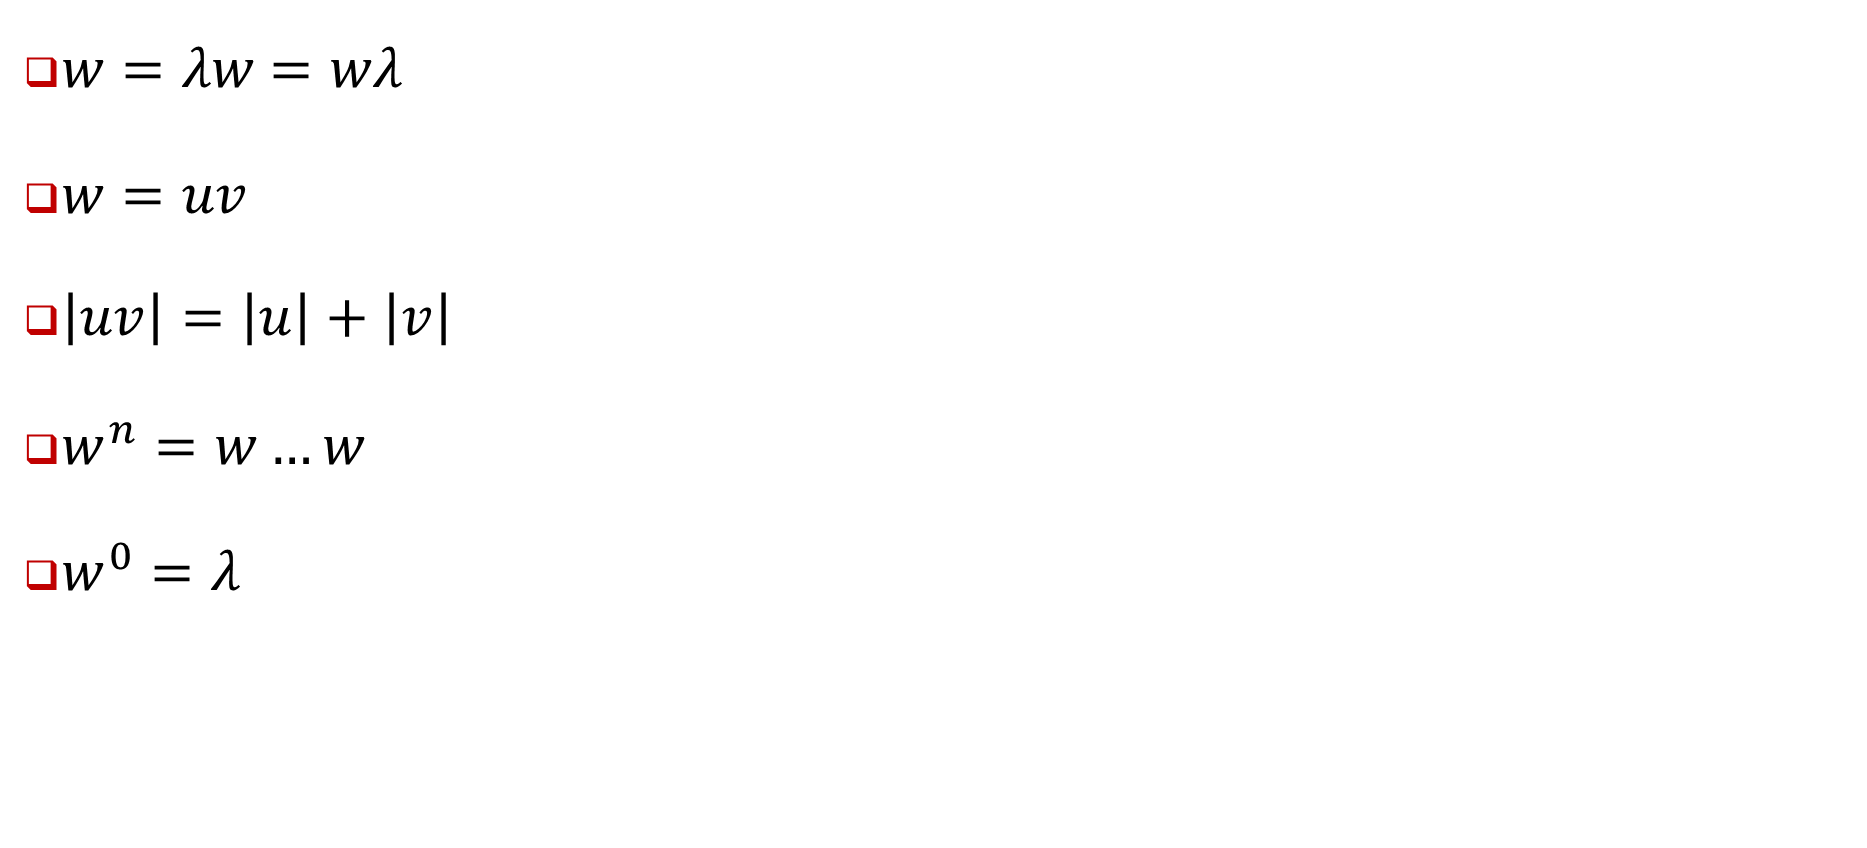 ❑w = λw = wλ
❑w = uv
❑|uv| = |u| + |v|
❑wⁿ = w … w
❑w⁰ = λ